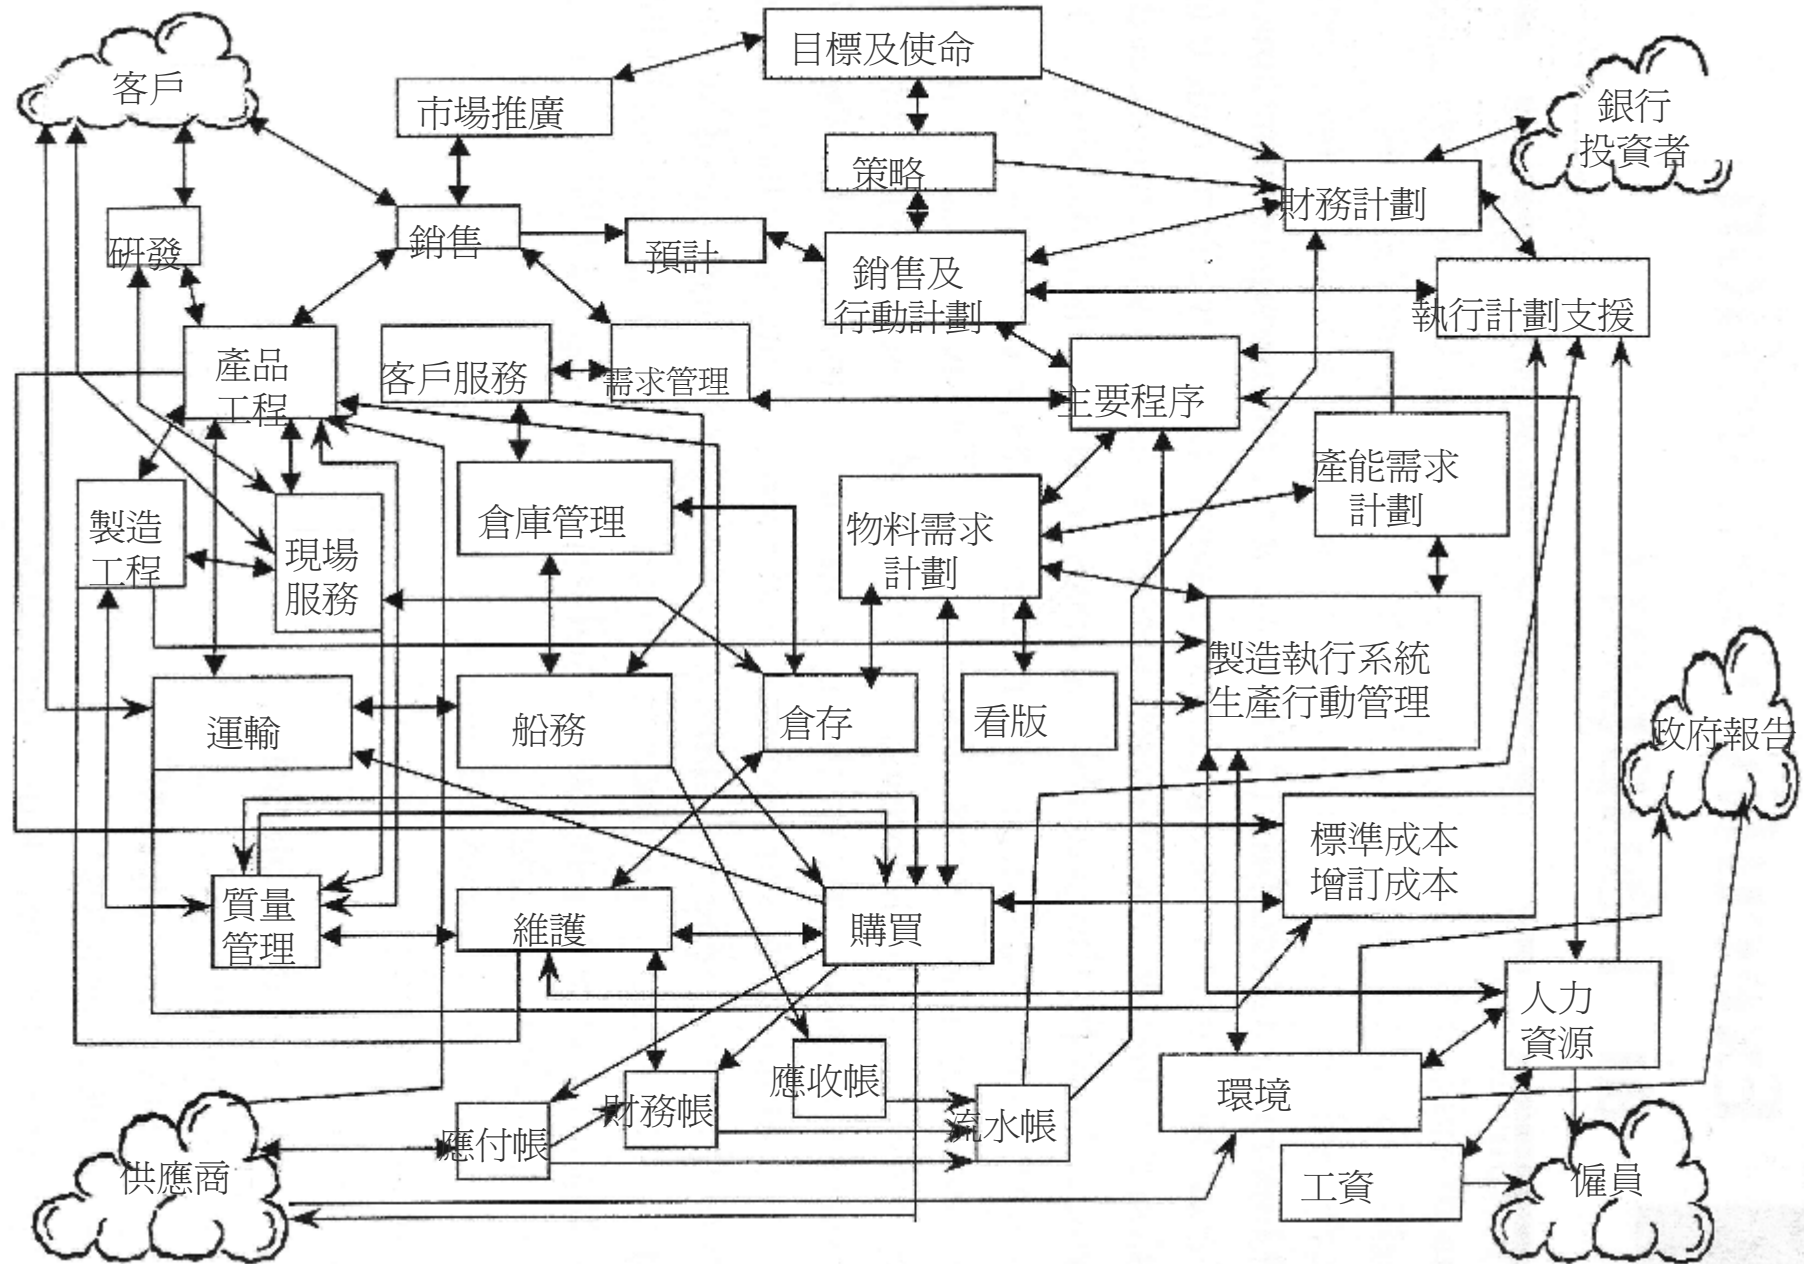 目標及使命
客戶
市場推廣
銀行
投資者
策略
財務計劃
研發
銷售
預計
銷售及
行動計劃
執行計劃支援
產品
工程
客戶服務
需求管理
主要程序
製造
工程
現場
服務
倉庫管理
物料需求
計劃
產能需求
計劃
製造執行系統
生產行動管理
運輸
船務
倉存
看版
政府報告
標準成本
增訂成本
質量
管理
維護
購買
人力
資源
應收帳
財務帳
應付帳
流水帳
環境
供應商
工資
僱員